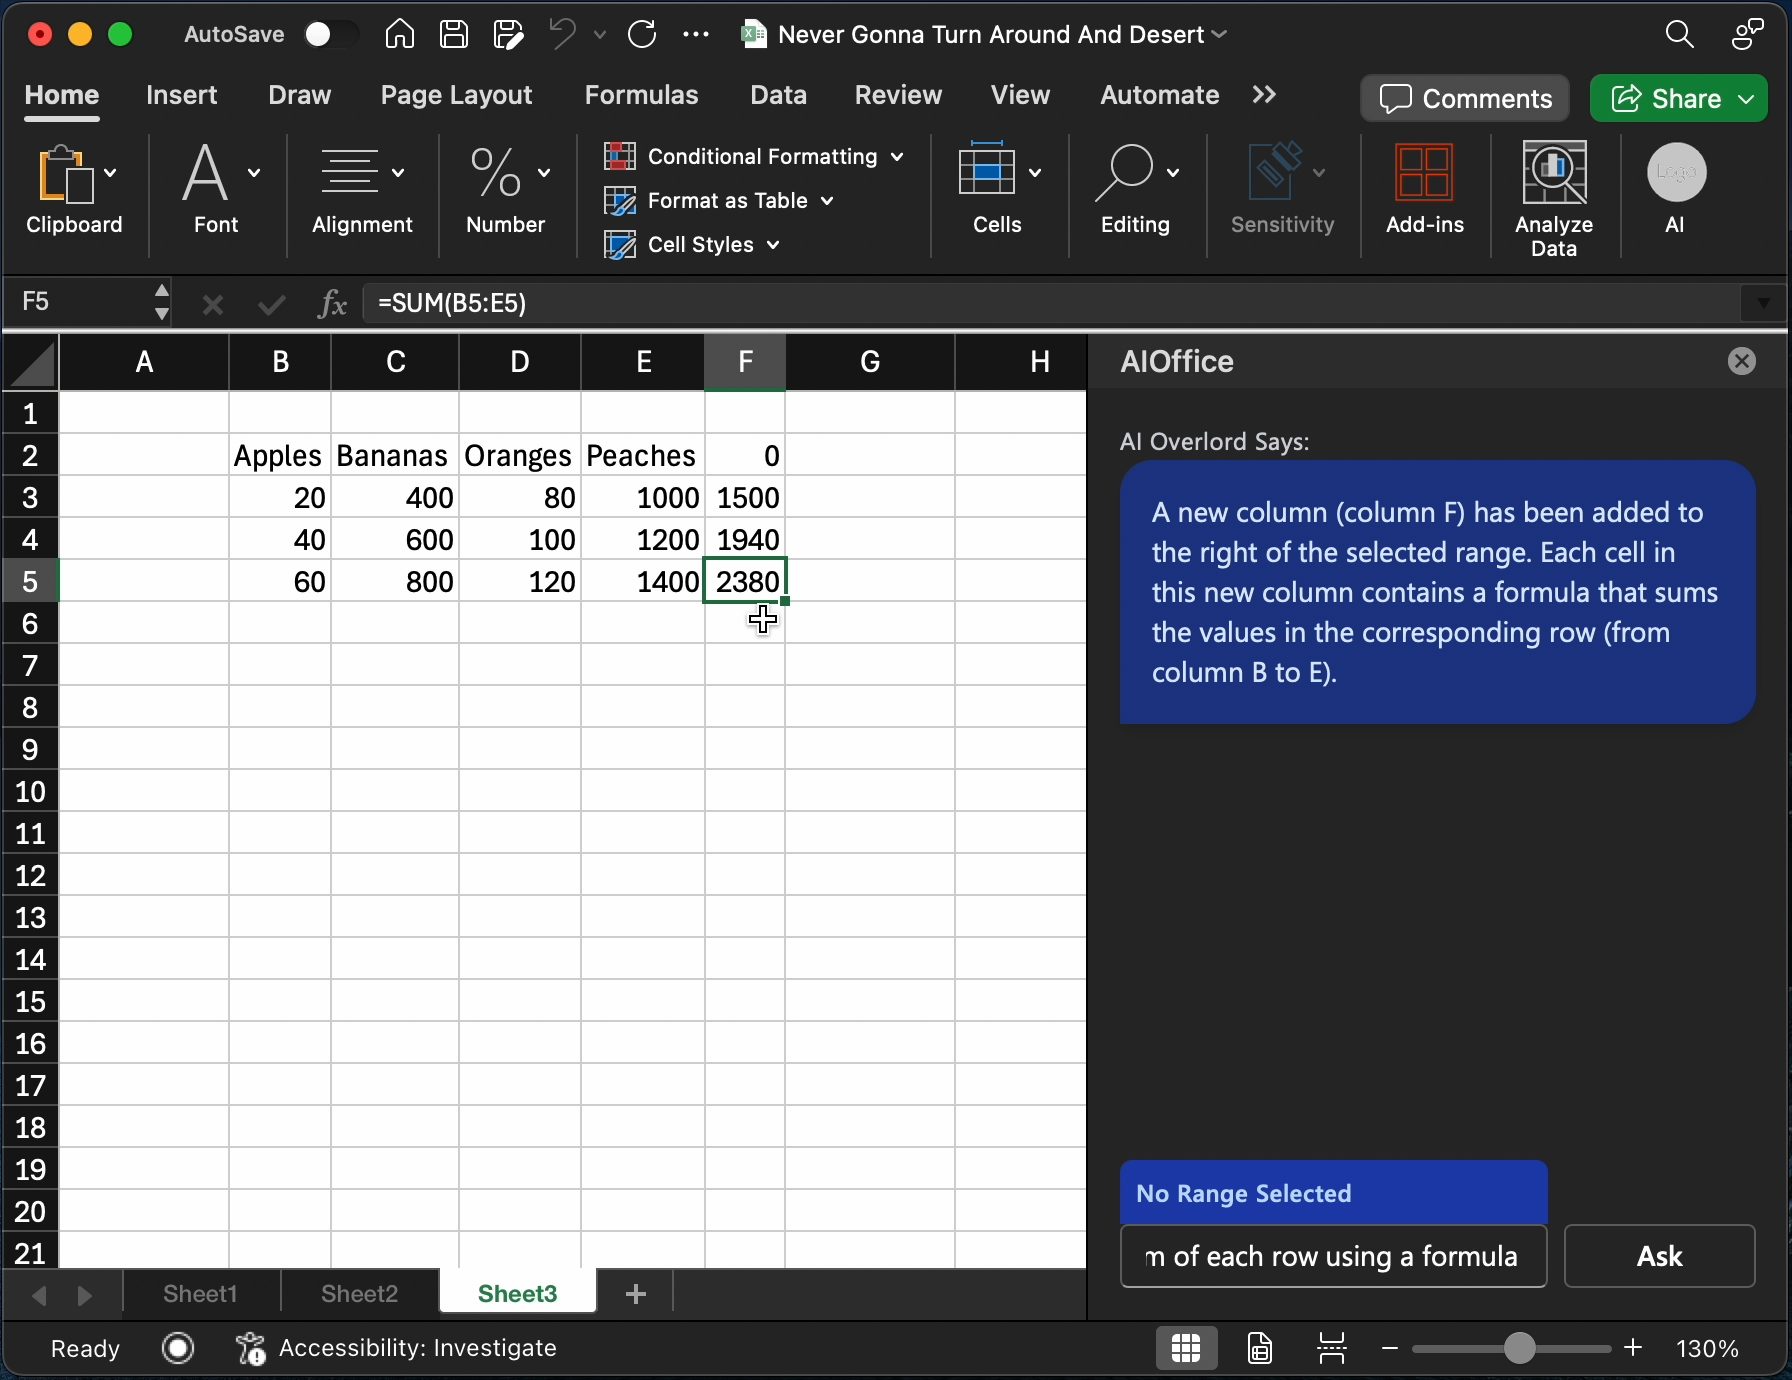 AutoSave
Never Gonna Turn Around And Desert
Home Insert Draw Page Layout Formulas Data Review View Automate
Comments
Share
Clipboard
Font
Alignment
%
Number
Conditional Formatting
Format as Table
Cell Styles
Cells
Editing
Sensitivity
Add-ins
Analyze
Data
Logo
AI
F5
fx
=SUM(B5:E5)
A B C D E F G H
1
2 Apples Bananas Oranges Peaches 0
3 20 400 80 1000 1500
4 40 600 100 1200 1940
5 60 800 120 1400 2380
6
7
8
9
10
11
12
13
14
15
16
17
18
19
20
21
AIOffice
AI Overlord Says:
A new column (column F) has been added to
the right of the selected range. Each cell in
this new column contains a formula that sums
the values in the corresponding row (from
column B to E).
No Range Selected
m of each row using a formula
Ask
Sheet1 Sheet2 Sheet3 +
Ready
Accessibility: Investigate
130%